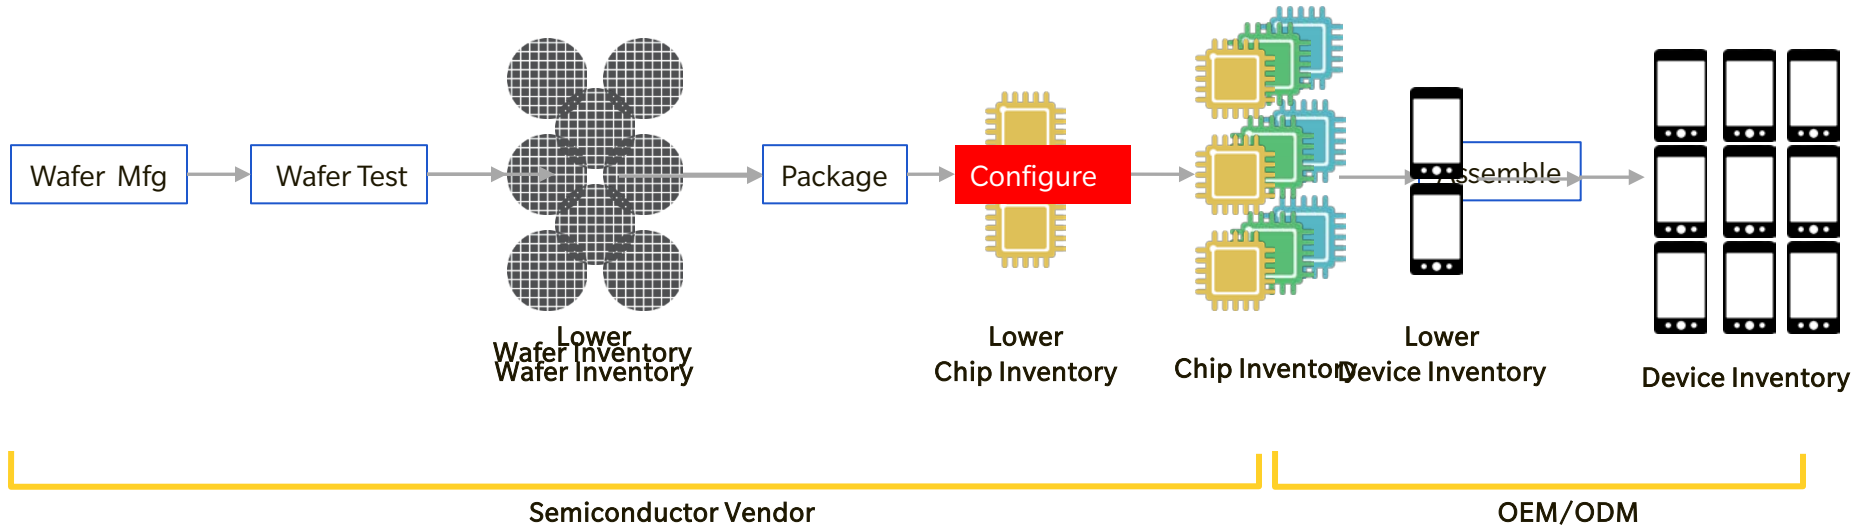 Wafer Mfg
Wafer Test
Package
Configure
Assemble
Lower
Wafer Inventory
Wafer Inventory
Lower
Chip Inventory
Chip Inventory
Lower
Device Inventory
Device Inventory
Semiconductor Vendor
OEM/ODM